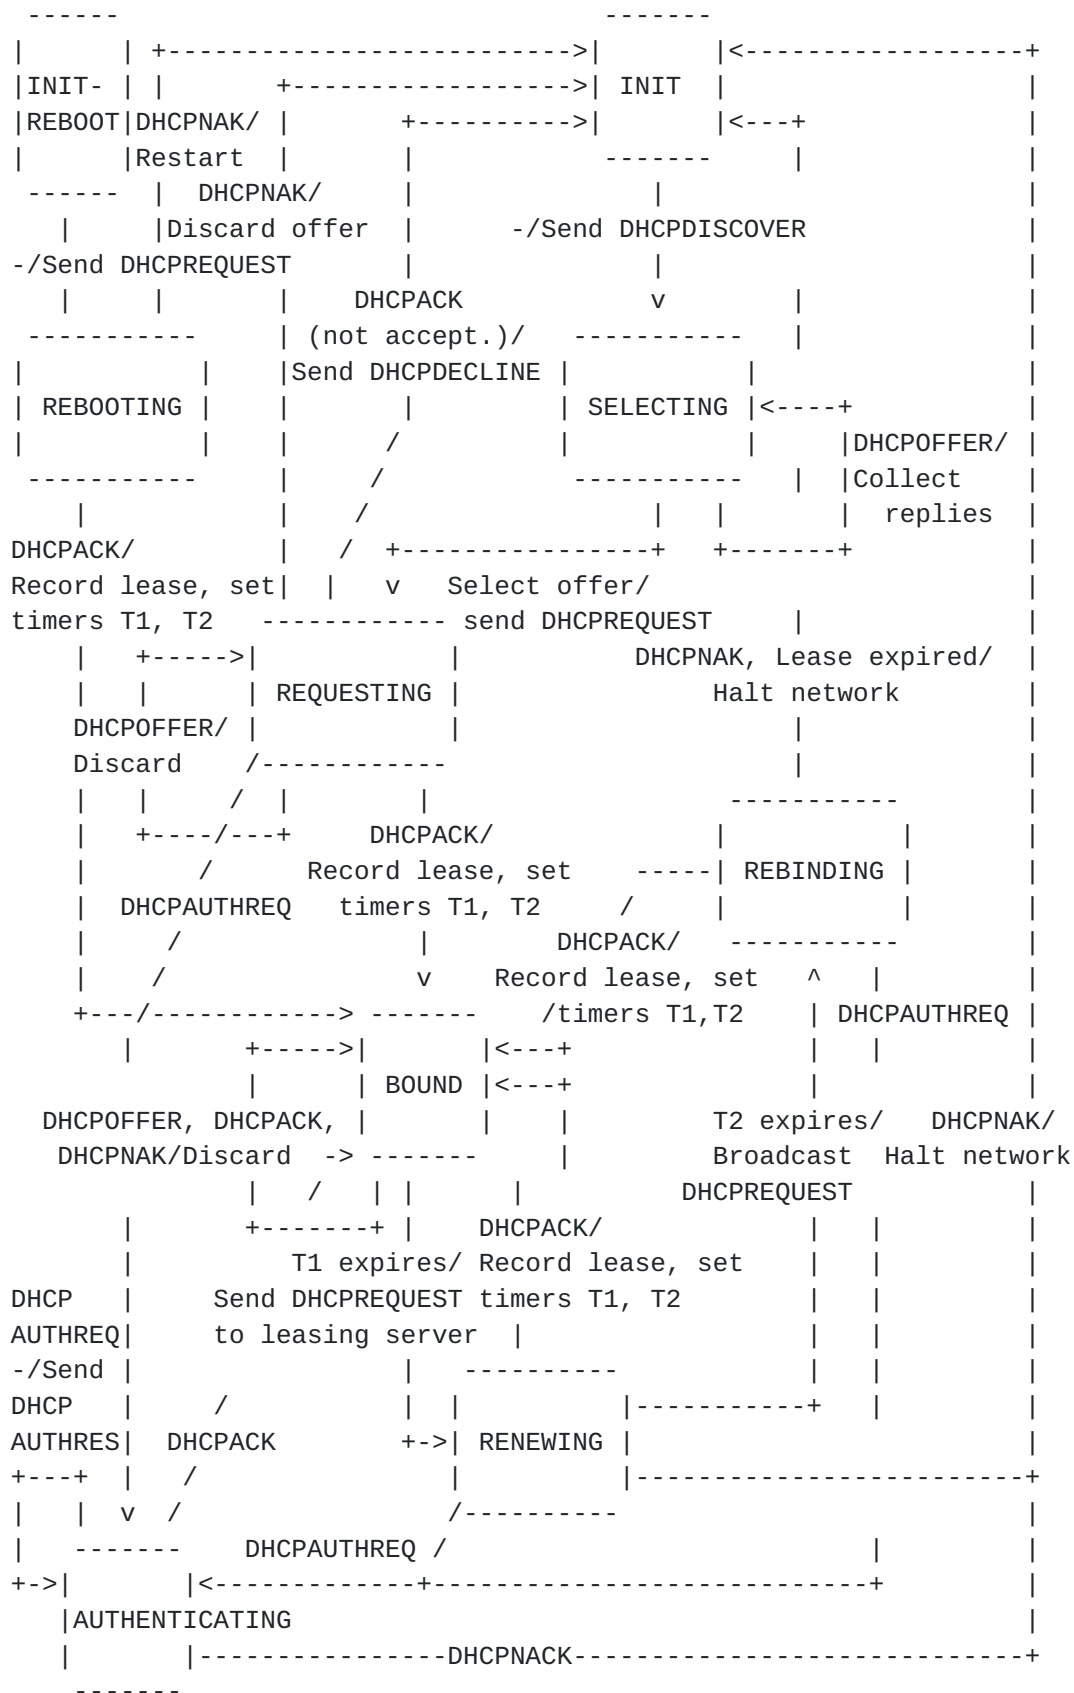 ------                               -------
|      | +-------------------------->|       |<-------------------+
|INIT- | |       +------------------>| INIT  |                    |
|REBOOT|DHCPNAK/ |       +---------->|       |<---+               |
|      |Restart  |       |            -------     |               |
 ------  |  DHCPNAK/     |               |                        |
   |     |Discard offer  |      -/Send DHCPDISCOVER               |
-/Send DHCPREQUEST       |               |                        |
   |     |       |    DHCPACK            v        |               |
 -----------     | (not accept.)/   -----------   |               |
|           |    |Send DHCPDECLINE |           |                  |
| REBOOTING |    |       |         | SELECTING |<----+            |
|           |    |      /          |           |     |DHCPOFFER/ |
 -----------     |     /            -----------   |  |Collect    |
    |            |    /                  |   |       |  replies  |
DHCPACK/         |   /  +----------------+   +-------+           |
Record lease, set|  |   v   Select offer/                        |
timers T1, T2   ------------ send DHCPREQUEST     |              |
    |   +----->|            |           DHCPNAK, Lease expired/  |
    |   |      | REQUESTING |                Halt network        |
    DHCPOFFER/ |            |                     |              |
    Discard    /------------                      |              |
    |   |     /  |        |                   -----------        |
    |   +----/---+     DHCPACK/              |           |       |
    |       /      Record lease, set    -----| REBINDING |       |
    |  DHCPAUTHREQ   timers T1, T2     /     |           |       |
    |     /               |        DHCPACK/   -----------        |
    |    /                v    Record lease, set   ^   |         |
    +---/------------> -------    /timers T1,T2    | DHCPAUTHREQ |
       |       +----->|       |<---+               |   |         |
               |      | BOUND |<---+               |             |
  DHCPOFFER, DHCPACK, |       |    |         T2 expires/   DHCPNAK/
   DHCPNAK/Discard  -> -------     |         Broadcast  Halt network
               |   /   | |      |          DHCPREQUEST           |
       |       +-------+ |    DHCPACK/             |   |         |
       |          T1 expires/ Record lease, set    |   |         |
DHCP   |     Send DHCPREQUEST timers T1, T2        |   |         |
AUTHREQ|     to leasing server  |                  |   |         |
-/Send |                 |   ----------            |   |         |
DHCP   |     /           |  |          |-----------+   |         |
AUTHRES|  DHCPACK        +->| RENEWING |                         |
+---+  |   /                |          |-------------------------+
|   |  v  /                 /----------                          |
|   -------    DHCPAUTHREQ /                           |         |
+->|       |<-------------+----------------------------+         |
   |AUTHENTICATING                                               |
   |       |----------------DHCPNACK-----------------------------+
    -------